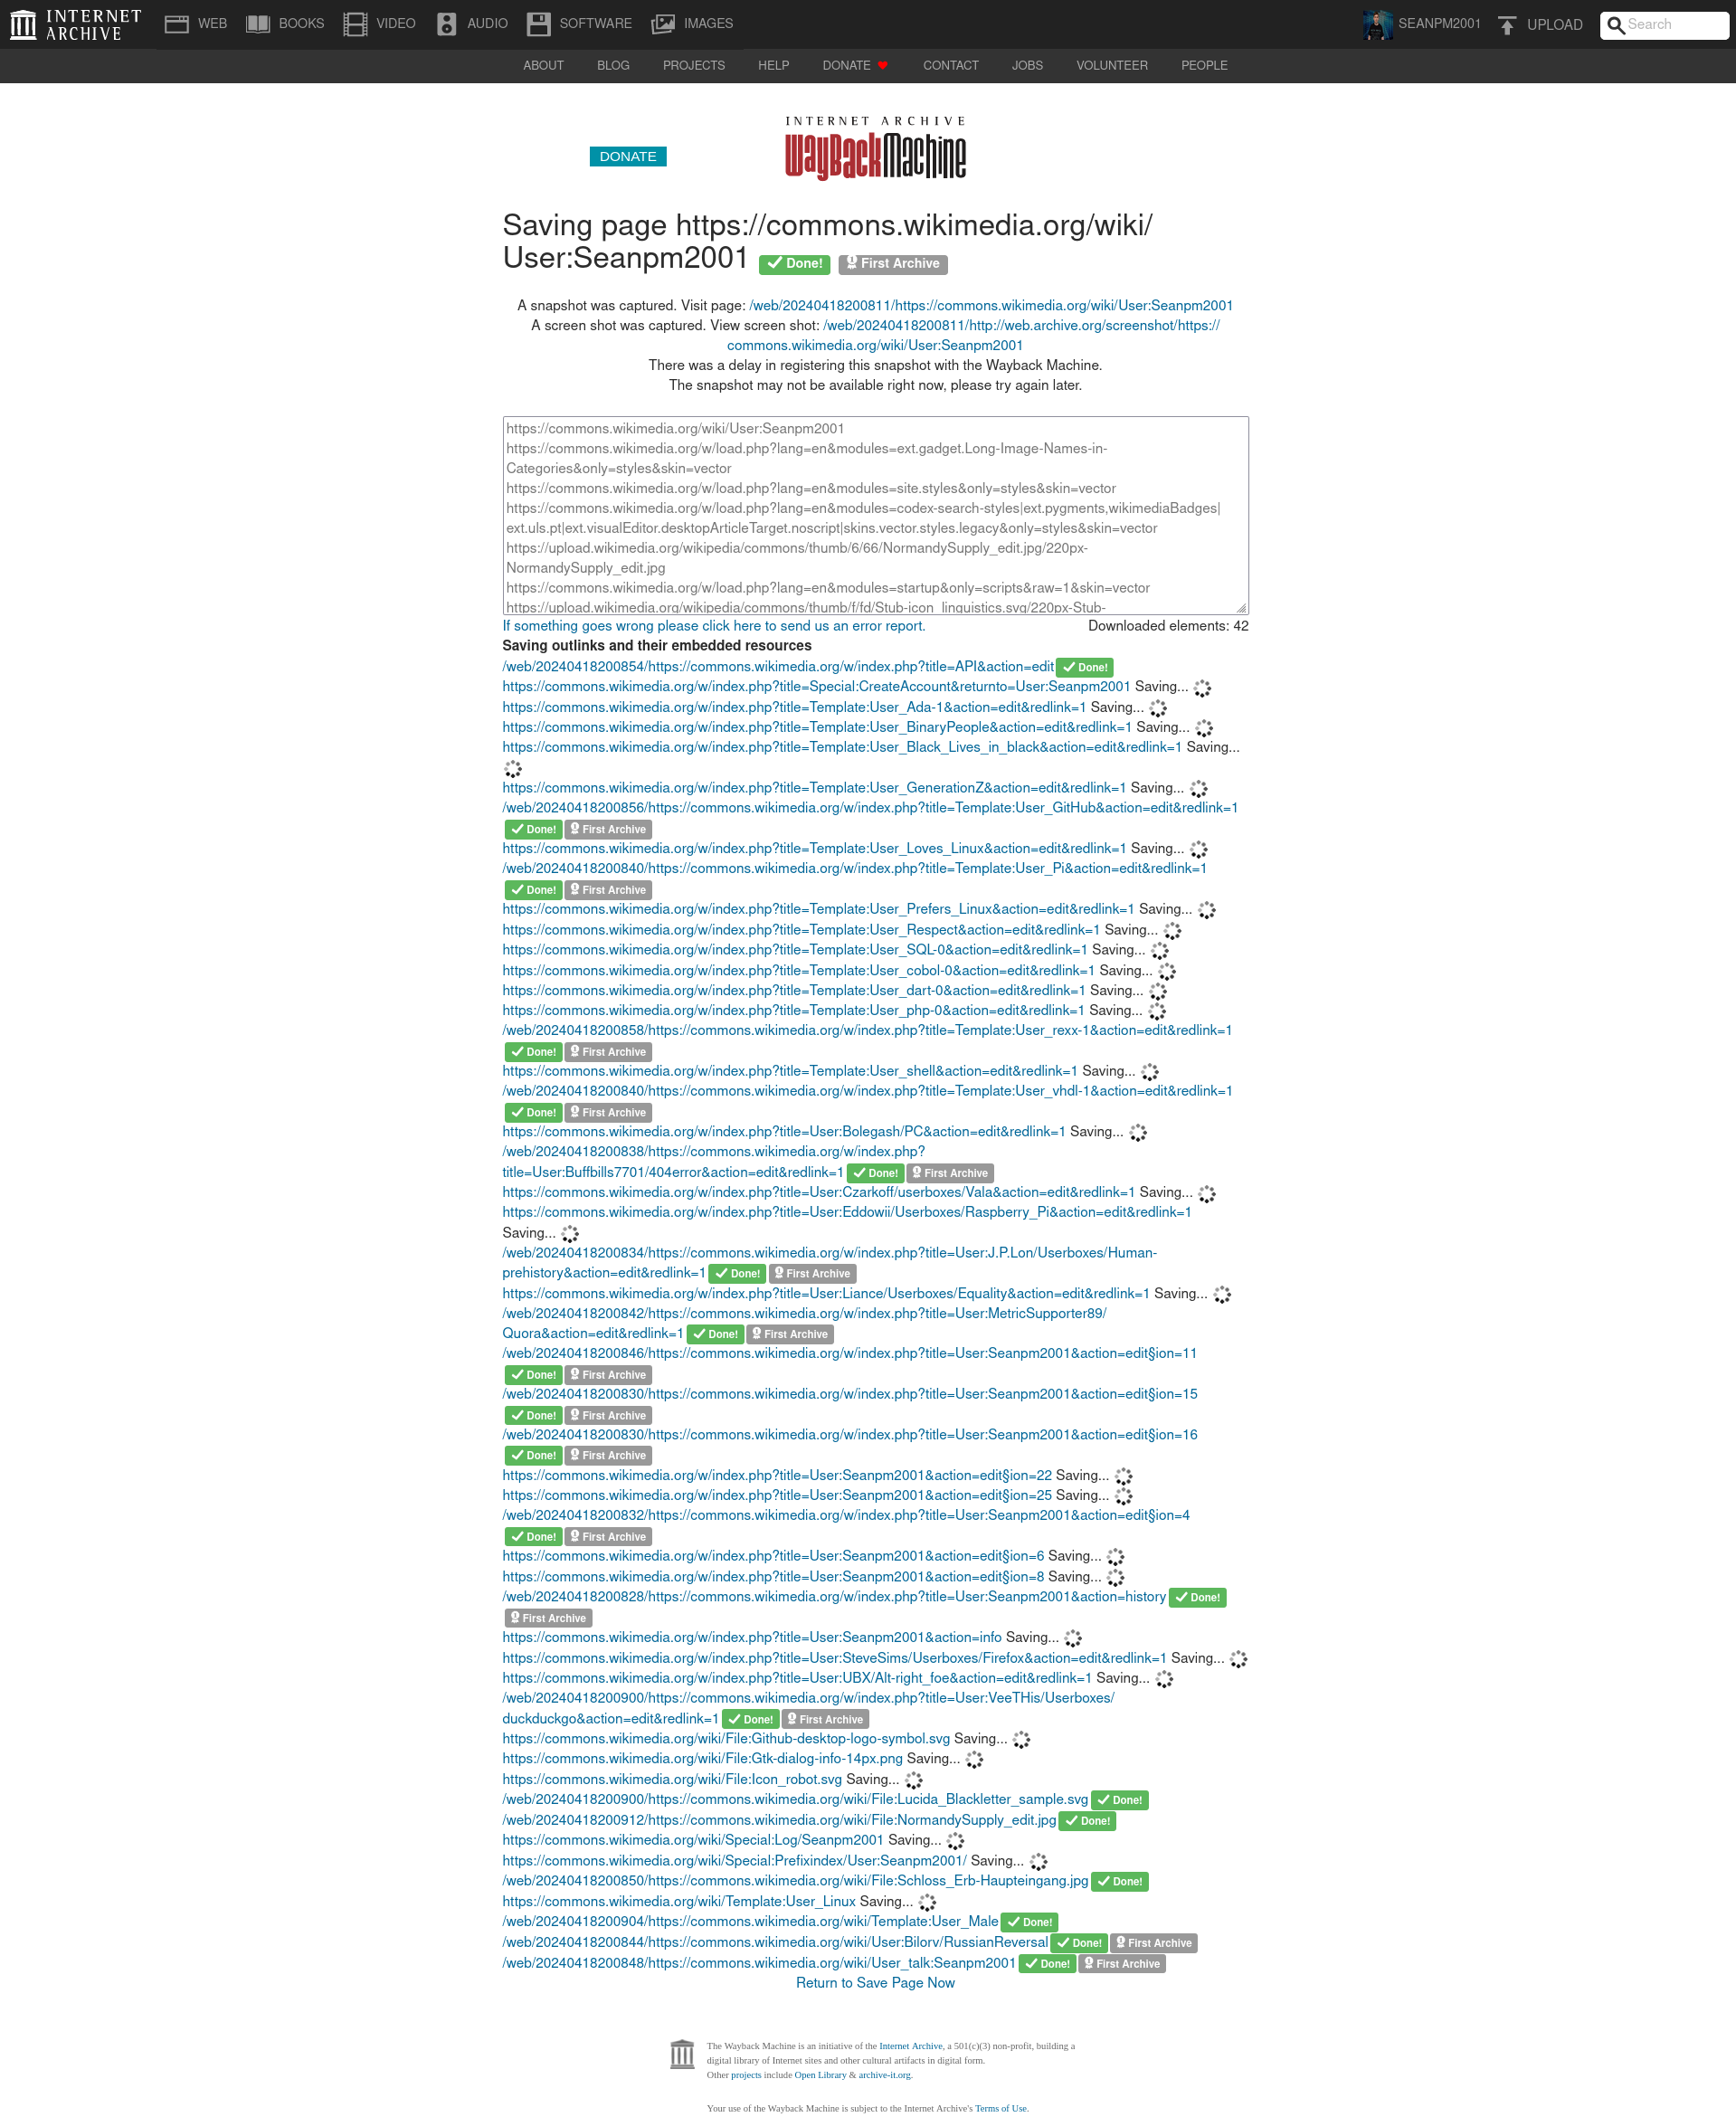 INTERNET ARCHIVE
WEB BOOKS VIDEO AUDIO SOFTWARE IMAGES SEANPM2001 UPLOAD Search
ABOUT BLOG PROJECTS HELP DONATE CONTACT JOBS VOLUNTEER PEOPLE
INTERNET ARCHIVE
WayBackMachine
DONATE
Saving page https://commons.wikimedia.org/wiki/
User:Seanpm2001 Done! First Archive
A snapshot was captured. Visit page: /web/20240418200811/https://commons.wikimedia.org/wiki/User:Seanpm2001
A screen shot was captured. View screen shot: /web/20240418200811/http://web.archive.org/screenshot/https://
commons.wikimedia.org/wiki/User:Seanpm2001
There was a delay in registering this snapshot with the Wayback Machine.
The snapshot may not be available right now, please try again later.
https://commons.wikimedia.org/wiki/User:Seanpm2001
https://commons.wikimedia.org/w/load.php?lang=en&modules=ext.gadget.Long-Image-Names-in-
Categories&only=styles&skin=vector
https://commons.wikimedia.org/w/load.php?lang=en&modules=site.styles&only=styles&skin=vector
https://commons.wikimedia.org/w/load.php?lang=en&modules=codex-search-styles|ext.pygments,wikimediaBadges|
ext.uls.pt|ext.visualEditor.desktopArticleTarget.noscript|skins.vector.styles.legacy&only=styles&skin=vector
https://upload.wikimedia.org/wikipedia/commons/thumb/6/66/NormandySupply_edit.jpg/220px-
NormandySupply_edit.jpg
https://commons.wikimedia.org/w/load.php?lang=en&modules=startup&only=scripts&raw=1&skin=vector
https://upload.wikimedia.org/wikipedia/commons/thumb/f/fd/Stub-icon_linguistics.svg/220px-Stub-
If something goes wrong please click here to send us an error report. Downloaded elements: 42
Saving outlinks and their embedded resources
/web/20240418200854/https://commons.wikimedia.org/w/index.php?title=API&action=edit Done!
https://commons.wikimedia.org/w/index.php?title=Special:CreateAccount&returnto=User:Seanpm2001 Saving...
https://commons.wikimedia.org/w/index.php?title=Template:User_Ada-1&action=edit&redlink=1 Saving...
https://commons.wikimedia.org/w/index.php?title=Template:User_BinaryPeople&action=edit&redlink=1 Saving...
https://commons.wikimedia.org/w/index.php?title=Template:User_Black_Lives_in_black&action=edit&redlink=1 Saving...
https://commons.wikimedia.org/w/index.php?title=Template:User_GenerationZ&action=edit&redlink=1 Saving...
/web/20240418200856/https://commons.wikimedia.org/w/index.php?title=Template:User_GitHub&action=edit&redlink=1
Done! First Archive
https://commons.wikimedia.org/w/index.php?title=Template:User_Loves_Linux&action=edit&redlink=1 Saving...
/web/20240418200840/https://commons.wikimedia.org/w/index.php?title=Template:User_Pi&action=edit&redlink=1
Done! First Archive
https://commons.wikimedia.org/w/index.php?title=Template:User_Prefers_Linux&action=edit&redlink=1 Saving...
https://commons.wikimedia.org/w/index.php?title=Template:User_Respect&action=edit&redlink=1 Saving...
https://commons.wikimedia.org/w/index.php?title=Template:User_SQL-0&action=edit&redlink=1 Saving...
https://commons.wikimedia.org/w/index.php?title=Template:User_cobol-0&action=edit&redlink=1 Saving...
https://commons.wikimedia.org/w/index.php?title=Template:User_dart-0&action=edit&redlink=1 Saving...
https://commons.wikimedia.org/w/index.php?title=Template:User_php-0&action=edit&redlink=1 Saving...
/web/20240418200858/https://commons.wikimedia.org/w/index.php?title=Template:User_rexx-1&action=edit&redlink=1
Done! First Archive
https://commons.wikimedia.org/w/index.php?title=Template:User_shell&action=edit&redlink=1 Saving...
/web/20240418200840/https://commons.wikimedia.org/w/index.php?title=Template:User_vhdl-1&action=edit&redlink=1
Done! First Archive
https://commons.wikimedia.org/w/index.php?title=User:Bolegash/PC&action=edit&redlink=1 Saving...
/web/20240418200838/https://commons.wikimedia.org/w/index.php?
title=User:Buffbills7701/404error&action=edit&redlink=1 Done! First Archive
https://commons.wikimedia.org/w/index.php?title=User:Czarkoff/userboxes/Vala&action=edit&redlink=1 Saving...
https://commons.wikimedia.org/w/index.php?title=User:Eddowii/Userboxes/Raspberry_Pi&action=edit&redlink=1
Saving...
/web/20240418200834/https://commons.wikimedia.org/w/index.php?title=User:J.P.Lon/Userboxes/Human-
prehistory&action=edit&redlink=1 Done! First Archive
https://commons.wikimedia.org/w/index.php?title=User:Liance/Userboxes/Equality&action=edit&redlink=1 Saving...
/web/20240418200842/https://commons.wikimedia.org/w/index.php?title=User:MetricSupporter89/
Quora&action=edit&redlink=1 Done! First Archive
/web/20240418200846/https://commons.wikimedia.org/w/index.php?title=User:Seanpm2001&action=edit§ion=11
Done! First Archive
/web/20240418200830/https://commons.wikimedia.org/w/index.php?title=User:Seanpm2001&action=edit§ion=15
Done! First Archive
/web/20240418200830/https://commons.wikimedia.org/w/index.php?title=User:Seanpm2001&action=edit§ion=16
Done! First Archive
https://commons.wikimedia.org/w/index.php?title=User:Seanpm2001&action=edit§ion=22 Saving...
https://commons.wikimedia.org/w/index.php?title=User:Seanpm2001&action=edit§ion=25 Saving...
/web/20240418200832/https://commons.wikimedia.org/w/index.php?title=User:Seanpm2001&action=edit§ion=4
Done! First Archive
https://commons.wikimedia.org/w/index.php?title=User:Seanpm2001&action=edit§ion=6 Saving...
https://commons.wikimedia.org/w/index.php?title=User:Seanpm2001&action=edit§ion=8 Saving...
/web/20240418200828/https://commons.wikimedia.org/w/index.php?title=User:Seanpm2001&action=history Done!
First Archive
https://commons.wikimedia.org/w/index.php?title=User:Seanpm2001&action=info Saving...
https://commons.wikimedia.org/w/index.php?title=User:SteveSims/Userboxes/Firefox&action=edit&redlink=1 Saving...
https://commons.wikimedia.org/w/index.php?title=User:UBX/Alt-right_foe&action=edit&redlink=1 Saving...
/web/20240418200900/https://commons.wikimedia.org/w/index.php?title=User:VeeTHis/Userboxes/
duckduckgo&action=edit&redlink=1 Done! First Archive
https://commons.wikimedia.org/wiki/File:Github-desktop-logo-symbol.svg Saving...
https://commons.wikimedia.org/wiki/File:Gtk-dialog-info-14px.png Saving...
https://commons.wikimedia.org/wiki/File:Icon_robot.svg Saving...
/web/20240418200900/https://commons.wikimedia.org/wiki/File:Lucida_Blackletter_sample.svg Done!
/web/20240418200912/https://commons.wikimedia.org/wiki/File:NormandySupply_edit.jpg Done!
https://commons.wikimedia.org/wiki/Special:Log/Seanpm2001 Saving...
https://commons.wikimedia.org/wiki/Special:Prefixindex/User:Seanpm2001/ Saving...
/web/20240418200850/https://commons.wikimedia.org/wiki/File:Schloss_Erb-Haupteingang.jpg Done!
https://commons.wikimedia.org/wiki/Template:User_Linux Saving...
/web/20240418200904/https://commons.wikimedia.org/wiki/Template:User_Male Done!
/web/20240418200844/https://commons.wikimedia.org/wiki/User:Bilorv/RussianReversal Done! First Archive
/web/20240418200848/https://commons.wikimedia.org/wiki/User_talk:Seanpm2001 Done! First Archive
Return to Save Page Now
The Wayback Machine is an initiative of the Internet Archive, a 501(c)(3) non-profit, building a
digital library of Internet sites and other cultural artifacts in digital form.
Other projects include Open Library & archive-it.org.
Your use of the Wayback Machine is subject to the Internet Archive's Terms of Use.